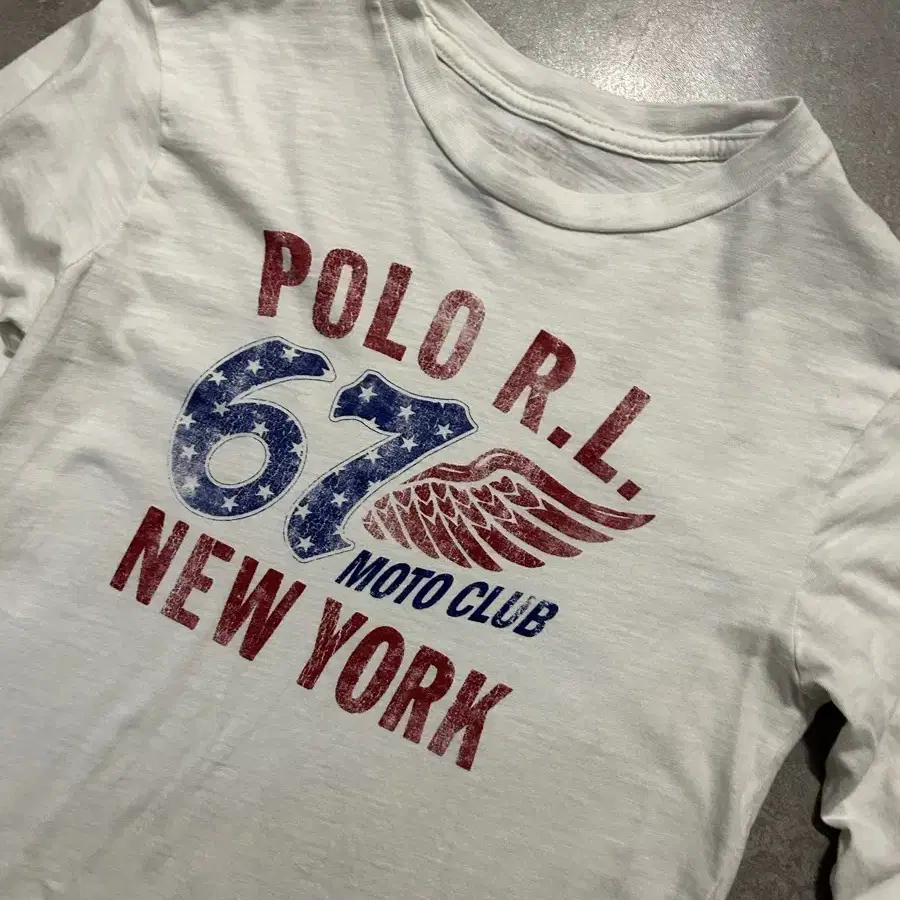 POLO R.L.
67
MOTO CLUB
NEW YORK